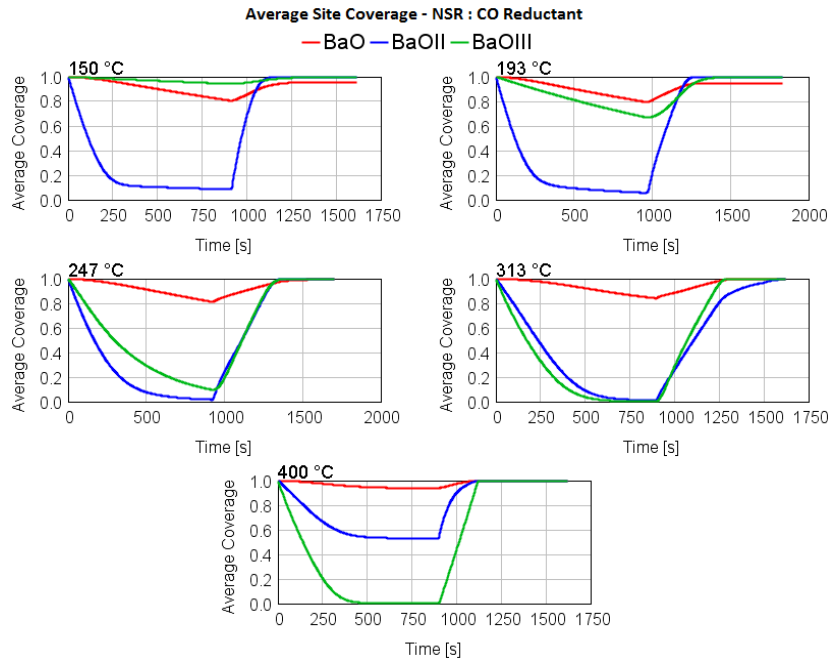 Average Site Coverage - NSR : CO Reductant
BaO BaOII BaOIII
150 °C
Average Coverage
1.0
0.8
0.6
0.4
0.2
0.0
0 250 500 750 1000 1250 1500 1750
Time [s]
193 °C
Average Coverage
1.0
0.8
0.6
0.4
0.2
0.0
0 500 1000 1500 2000
Time [s]
247 °C
Average Coverage
1.0
0.8
0.6
0.4
0.2
0.0
0 500 1000 1500 2000
Time [s]
313 °C
Average Coverage
1.0
0.8
0.6
0.4
0.2
0.0
0 250 500 750 1000 1250 1500 1750
Time [s]
400 °C
Average Coverage
1.0
0.8
0.6
0.4
0.2
0.0
0 250 500 750 1000 1250 1500 1750
Time [s]